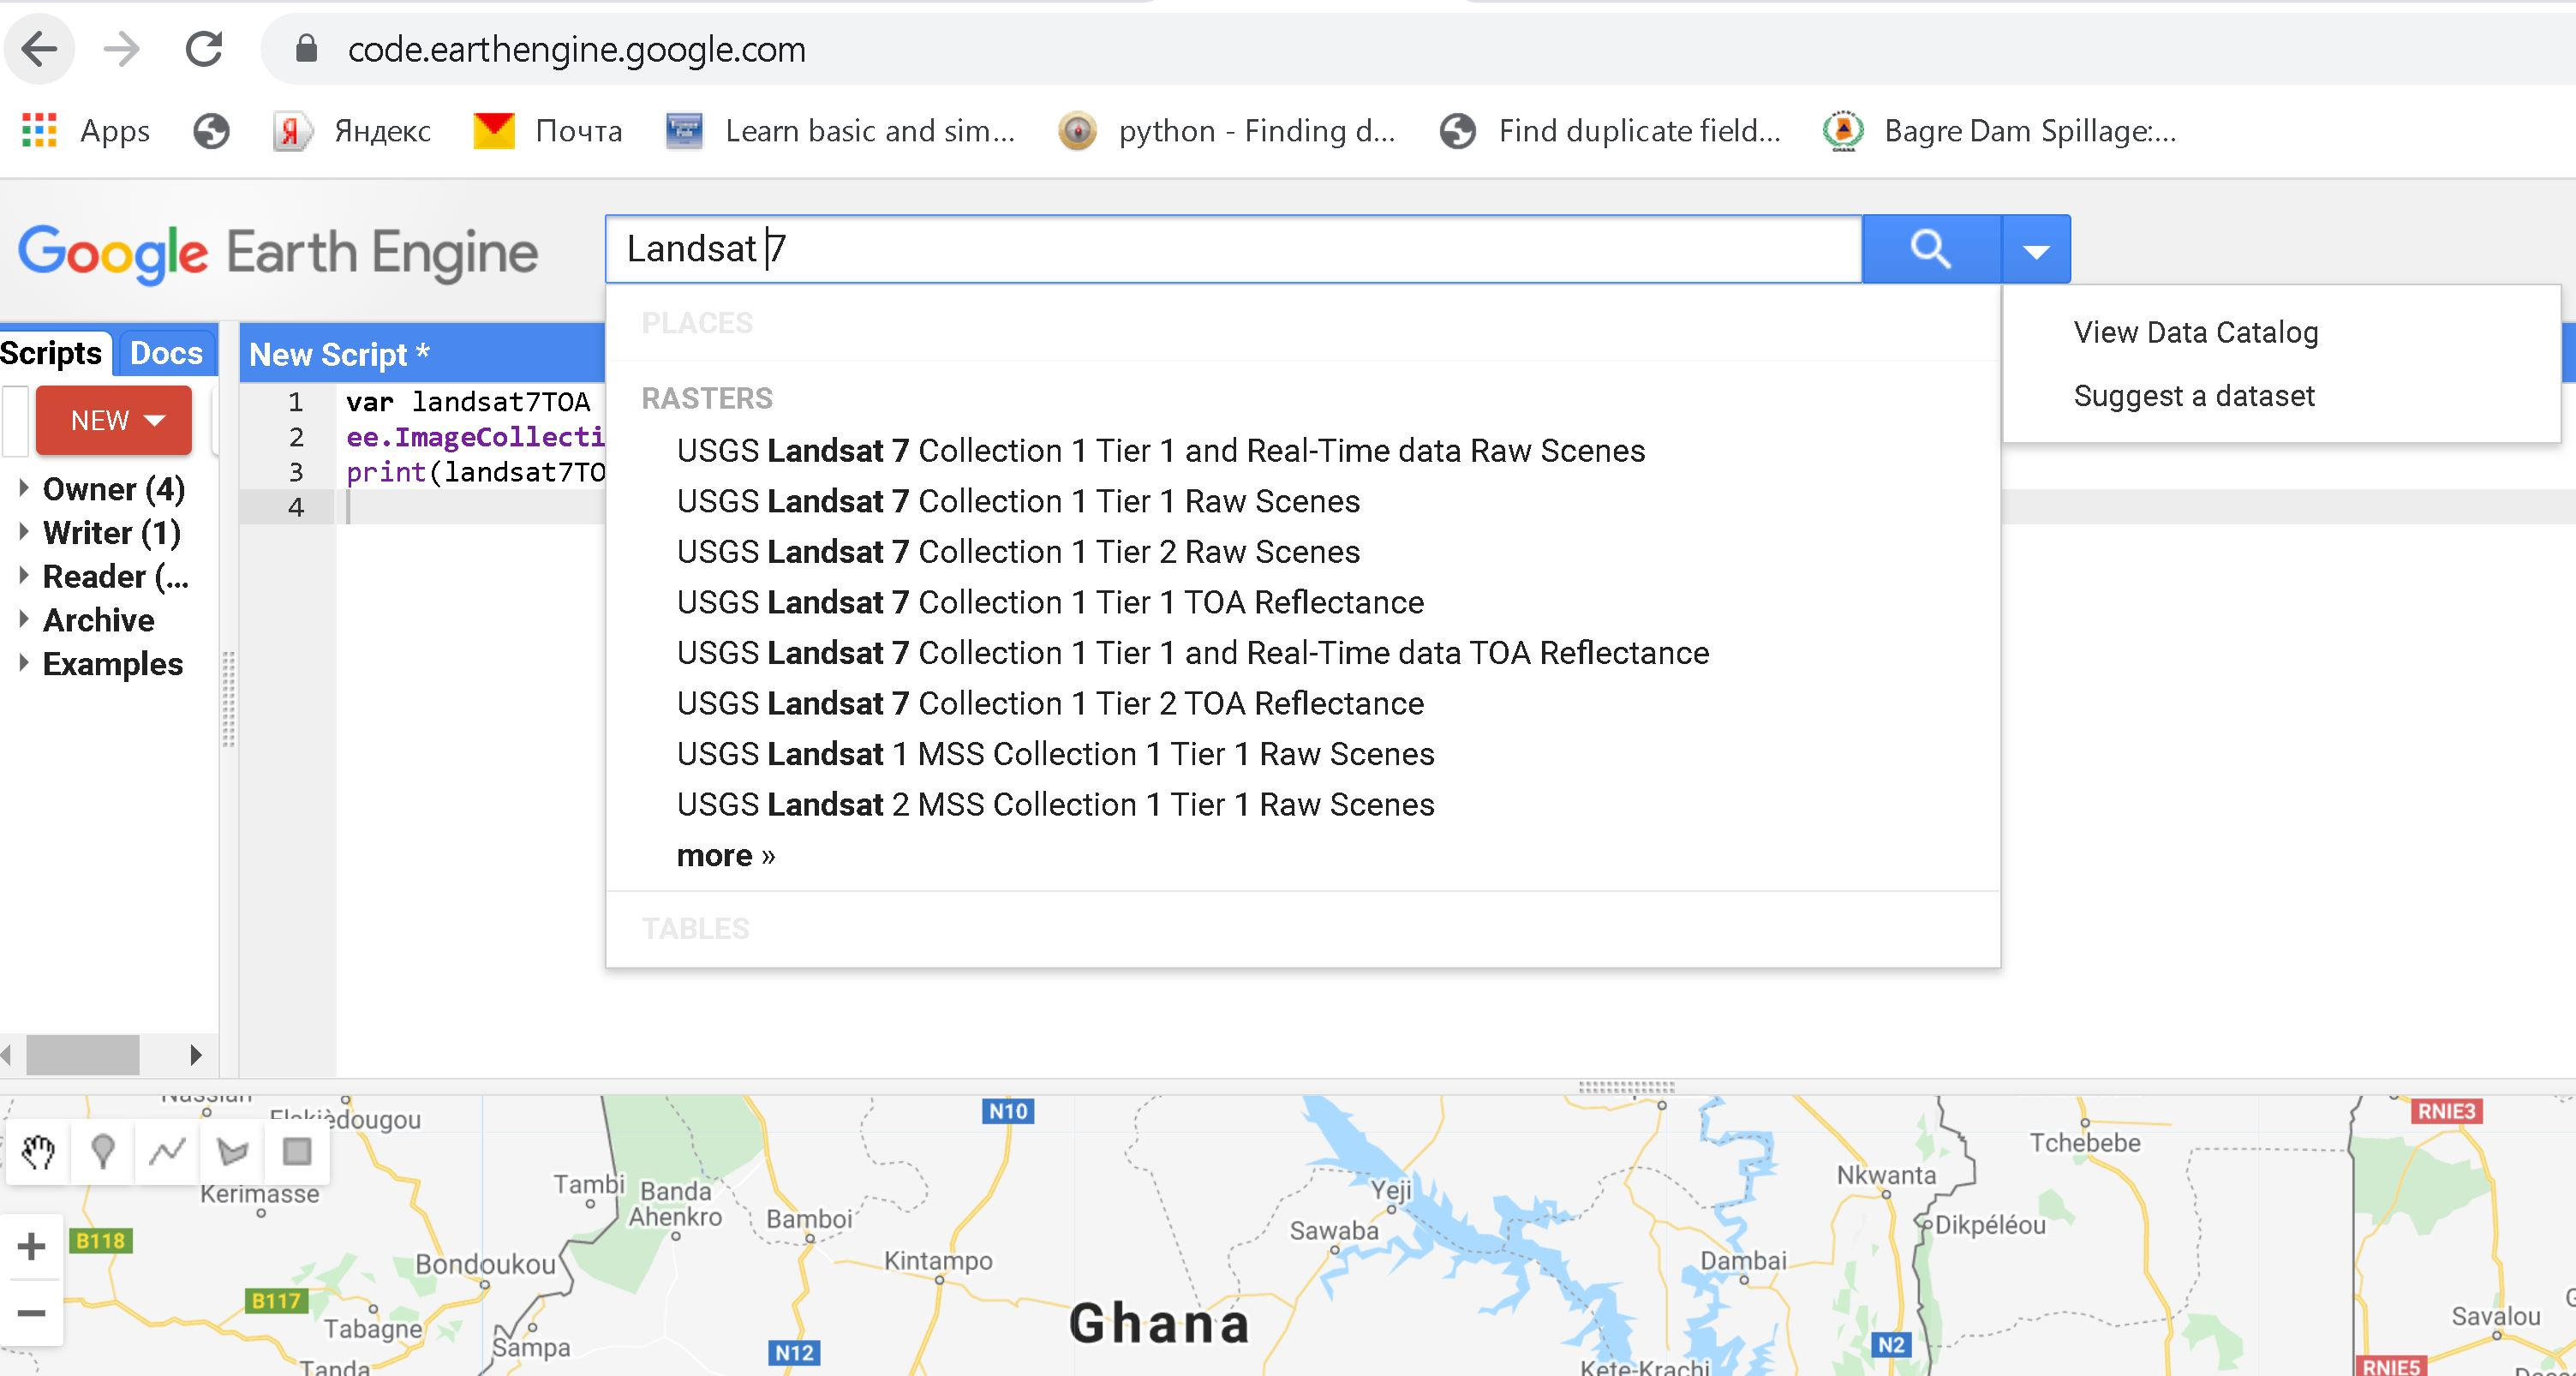 code.earthengine.google.com
Apps
Яндекс
Почта
Learn basic and sim...
python - Finding d...
Find duplicate field...
Bagre Dam Spillage:...
Google Earth Engine
Landsat 7
Scripts
Docs
New Script *
NEW
Owner (4)
Writer (1)
Reader (...
Archive
Examples
1 var landsat7TOA
2 ee.ImageCollecti
3 print(landsat7TO
4
PLACES
RASTERS
USGS Landsat 7 Collection 1 Tier 1 and Real-Time data Raw Scenes
USGS Landsat 7 Collection 1 Tier 1 Raw Scenes
USGS Landsat 7 Collection 1 Tier 2 Raw Scenes
USGS Landsat 7 Collection 1 Tier 1 TOA Reflectance
USGS Landsat 7 Collection 1 Tier 1 and Real-Time data TOA Reflectance
USGS Landsat 7 Collection 1 Tier 2 TOA Reflectance
USGS Landsat 1 MSS Collection 1 Tier 1 Raw Scenes
USGS Landsat 2 MSS Collection 1 Tier 1 Raw Scenes
more »
TABLES
View Data Catalog
Suggest a dataset
N10
RNIE3
Tchebebe
Kerimasse
Tambi
Banda
Ahenkro
Bamboi
Yeji
Nkwanta
Sawaba
Dikpéléou
B118
Bondoukou
Kintampo
Dambai
B117
Tabagne
Ghana
Savalou
Sampa
N12
N2
Tanda
Kete-Krachi
RNIE5